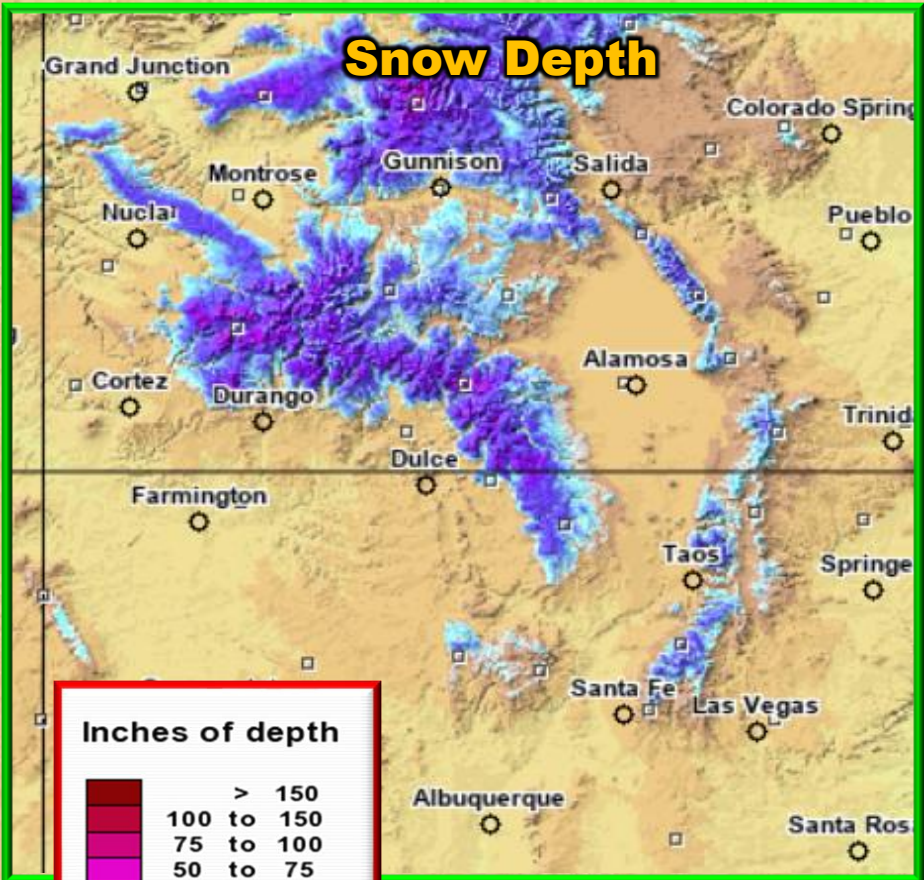 Snow Depth
Grand Junction
Colorado Spring
Montrose
Gunnison
Salida
Nucla
Pueblo
Alamosa
Cortez
Durango
Trinid
Dulce
Farmington
Taos
Springe
Santa Fe
Las Vegas
Inches of depth
> 150
100 to 150
75 to 100
50 to 75
Albuquerque
Santa Ros